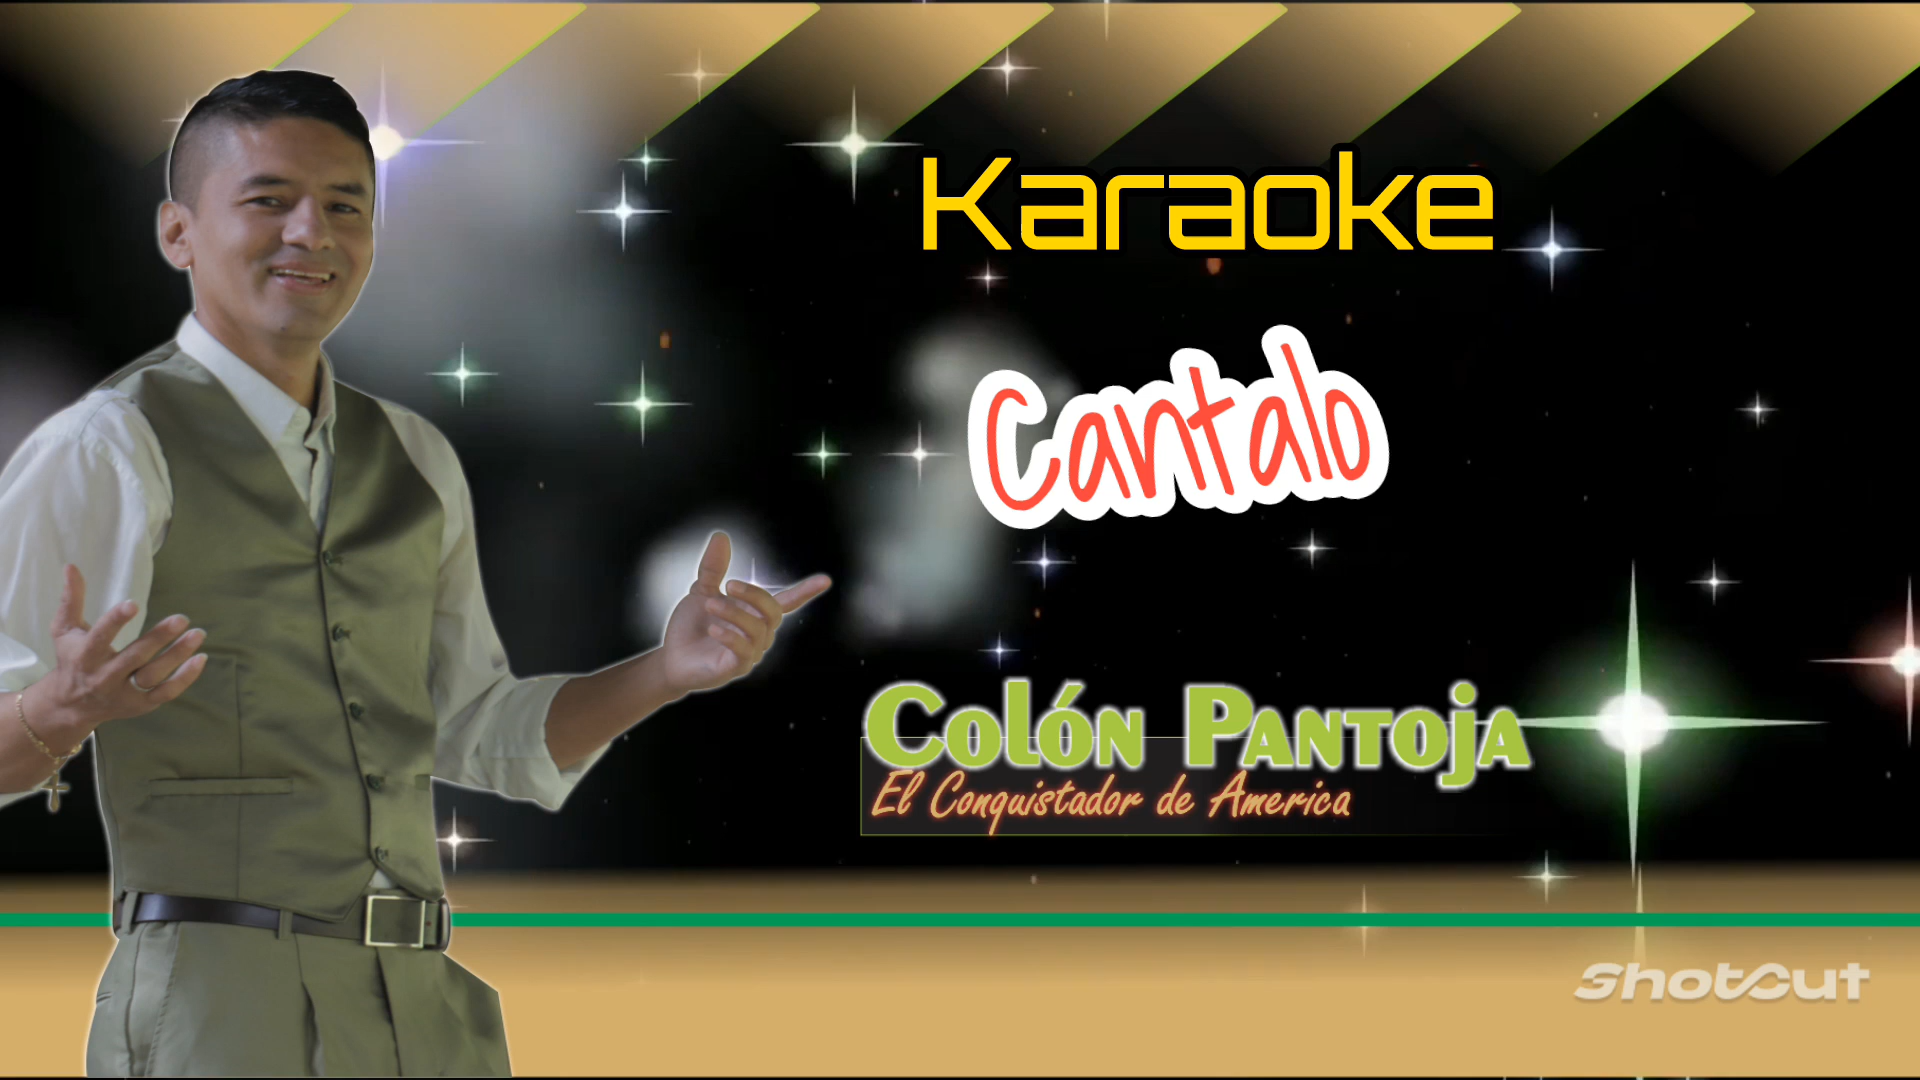 Karaoke
Cantalo
Colón Pantoja
El Conquistador de America
ShotCut